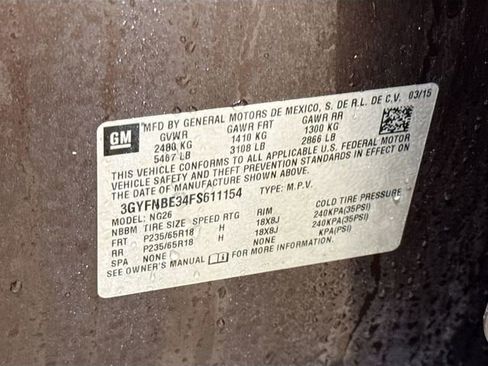 GM
MFD BY GENERAL MOTORS DE MEXICO, S. DE R.L. DE C.V. 03/15
GVWR GAWR FRT GAWR RR
2480 KG 1410 KG 1300 KG
5467 LB 3108 LB 2866 LB
THIS VEHICLE CONFORMS TO ALL APPLICABLE U.S. FEDERAL MOTOR
VEHICLE SAFETY AND THEFT PREVENTION STANDARDS IN EFFECT ON
THE DATE OF MANUFACTURE SHOWN ABOVE.
3GYFNBE34FS611154 TYPE: M.P.V.
MODEL: NG26
NBBM TIRE SIZE SPEED RTG RIM COLD TIRE PRESSURE
FRT P235/65R18 H 18X8J 240KPA(35PSI)
RR P235/65R18 H 18X8J 240KPA(35PSI)
SPA NONE NONE KPA(PSI)
SEE OWNER'S MANUAL FOR MORE INFORMATION.